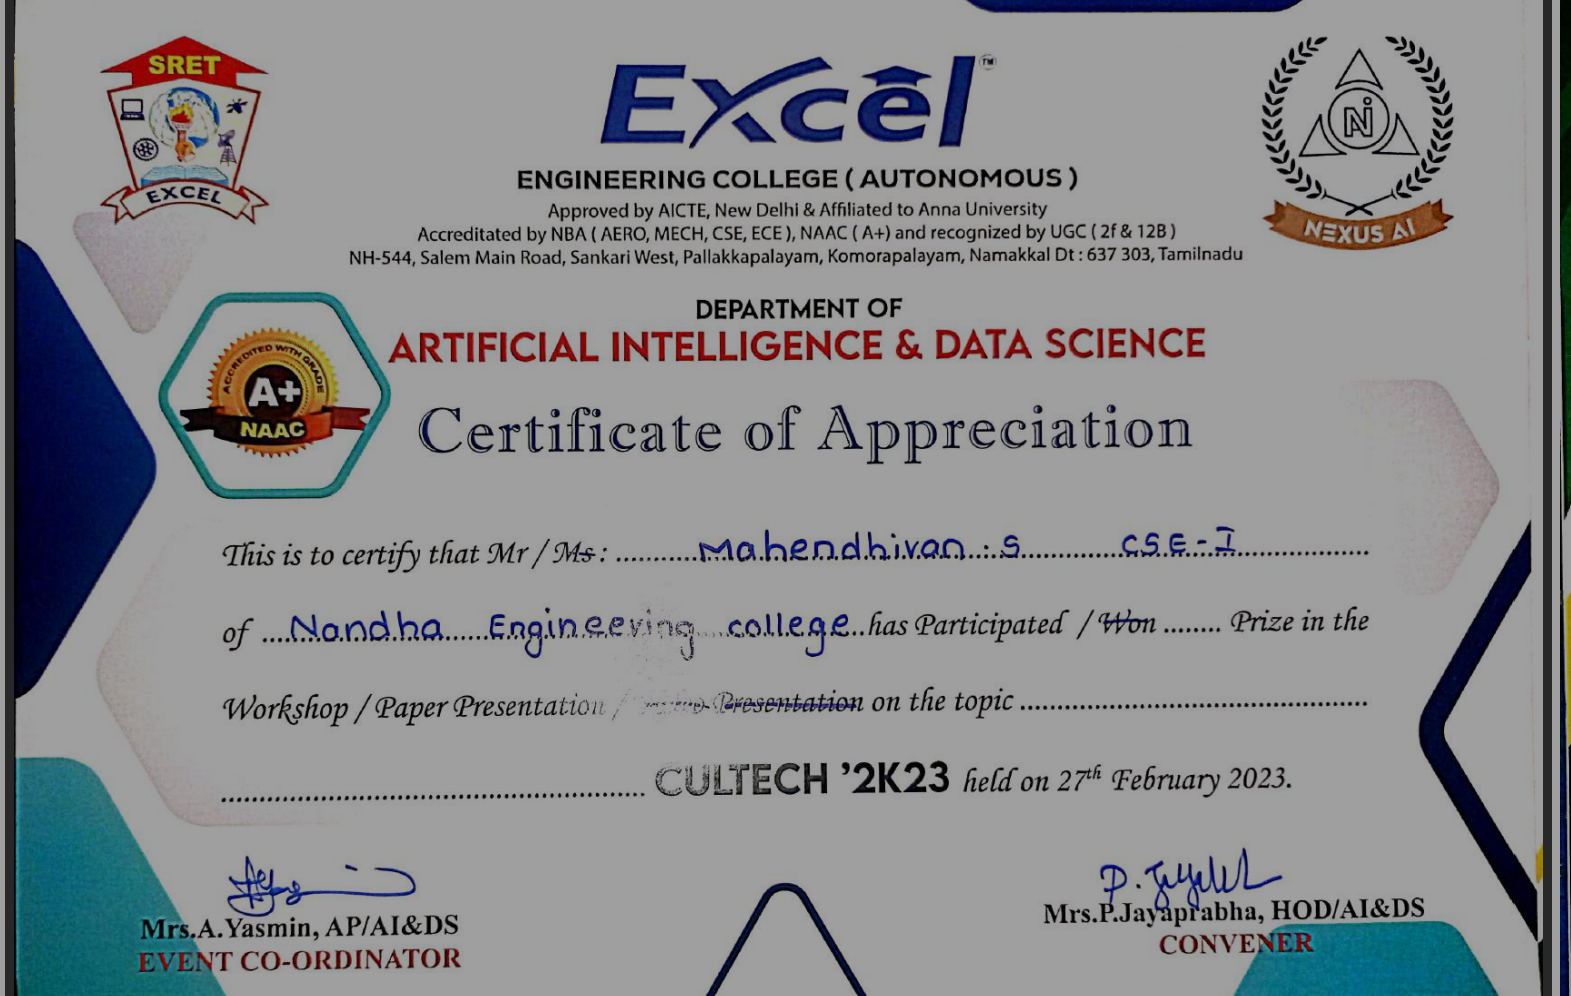 SRET
EXCEL
Excel ™
ENGINEERING COLLEGE ( AUTONOMOUS )
Approved by AICTE, New Delhi & Affiliated to Anna University
Accreditated by NBA ( AERO, MECH, CSE, ECE ), NAAC ( A+) and recognized by UGC ( 2f & 12B )
NH-544, Salem Main Road, Sankari West, Pallakkapalayam, Komorapalayam, Namakkal Dt : 637 303, Tamilnadu
Ni
NEXUS AI
DEPARTMENT OF
ARTIFICIAL INTELLIGENCE & DATA SCIENCE
ACCREDITED WITH GRADE
A+
NAAC
Certificate of Appreciation
This is to certify that Mr / Ms : Mahendhivan . S CSE - I
of Nandha Engineering college has Participated / Won ........ Prize in the
Workshop / Paper Presentation / Presentation on the topic ........
........ CULTECH '2K23 held on 27th February 2023.
P. 
Mrs.A.Yasmin, AP/AI&DS
EVENT CO-ORDINATOR
Mrs.P.Jayaprabha, HOD/AI&DS
CONVENER